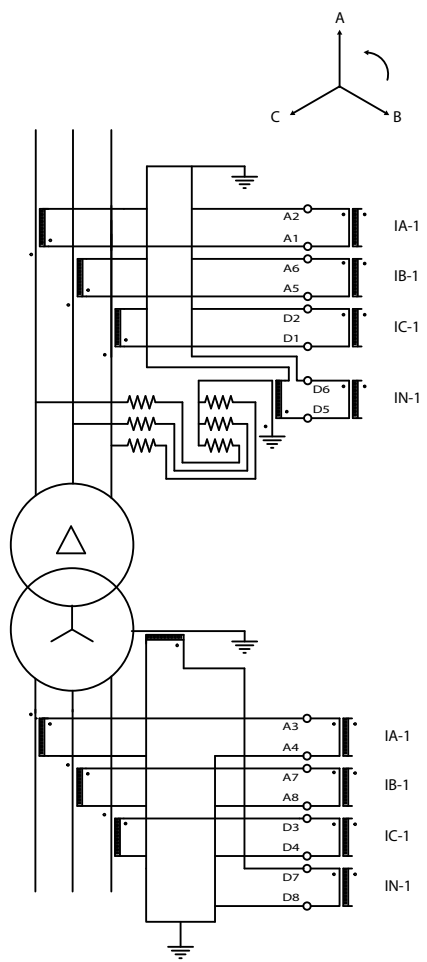 A
C
B
A2
IA-1
A1
A6
IB-1
A5
D2
IC-1
D1
D6
IN-1
D5
A3
IA-1
A4
A7
IB-1
A8
D3
IC-1
D4
D7
IN-1
D8